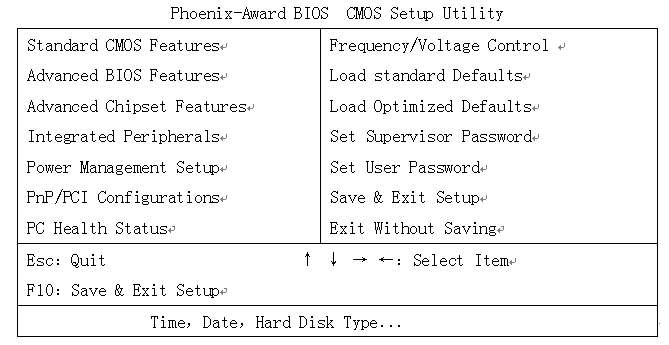 Phoenix-Award BIOS  CMOS Setup Utility
Standard CMOS Features↵
Advanced BIOS Features↵
Advanced Chipset Features↵
Integrated Peripherals↵
Power Management Setup↵
PnP/PCI Configurations↵
PC Health Status↵
Frequency/Voltage Control ↵
Load standard Defaults↵
Load Optimized Defaults↵
Set Supervisor Password↵
Set User Password↵
Save & Exit Setup↵
Exit Without Saving↵
Esc: Quit ↑ ↓ → ←: Select Item↵
F10: Save & Exit Setup↵
Time, Date, Hard Disk Type...